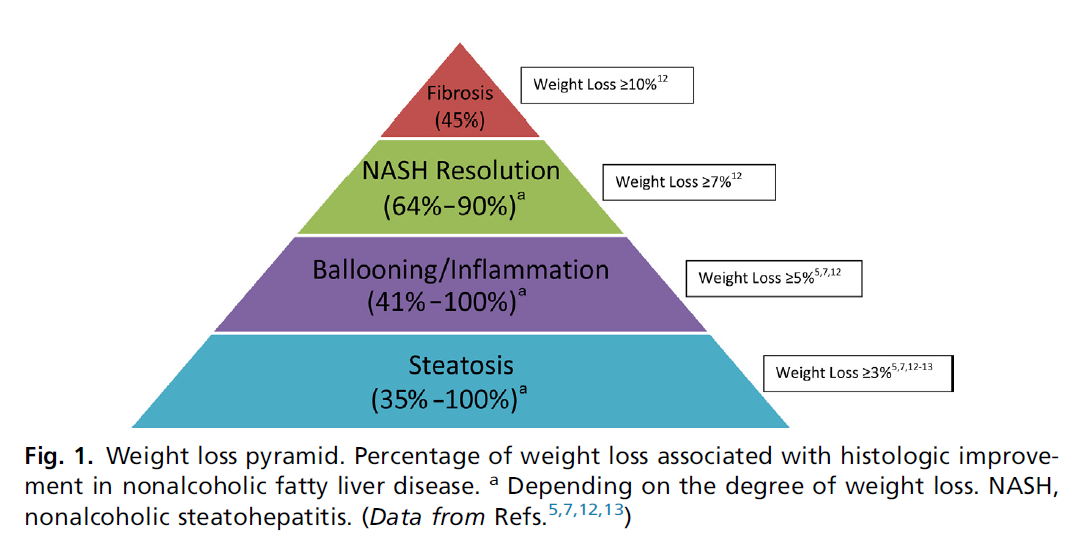 Fibrosis
(45%)
Weight Loss ≥10%¹²
NASH Resolution
(64%–90%)ᵃ
Weight Loss ≥7%¹²
Ballooning/Inflammation
(41%–100%)ᵃ
Weight Loss ≥5%⁵,⁷,¹²
Steatosis
(35%–100%)ᵃ
Weight Loss ≥3%⁵,⁷,¹²⁻¹³
Fig. 1. Weight loss pyramid. Percentage of weight loss associated with histologic improve-
ment in nonalcoholic fatty liver disease. ᵃ Depending on the degree of weight loss. NASH,
nonalcoholic steatohepatitis. (Data from Refs.⁵,⁷,¹²,¹³)